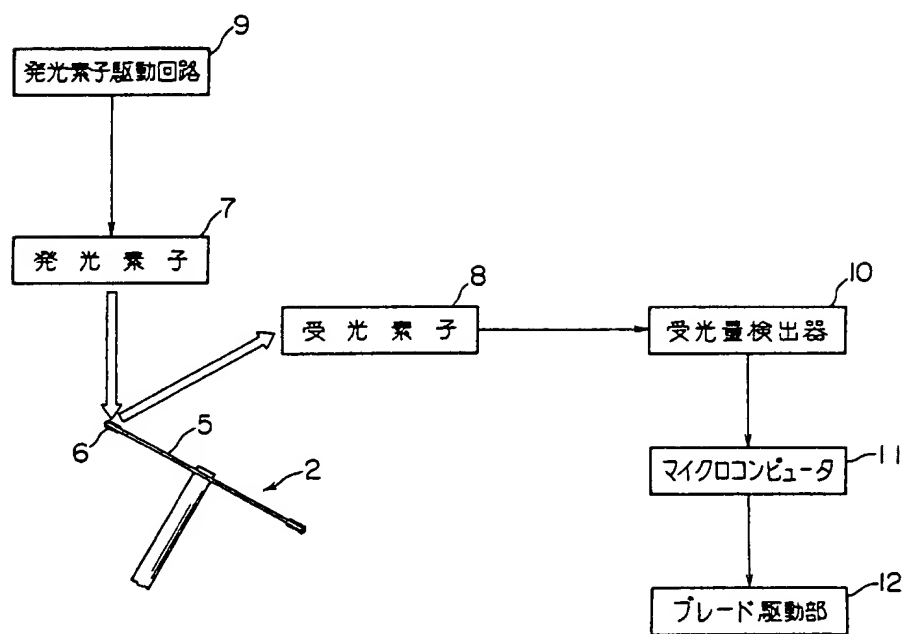 9
発光素子駆動回路
7
発光素子
8
受光素子
10
受光量検出器
6
5
2
11
マイクロコンピュータ
12
ブレード駆動部